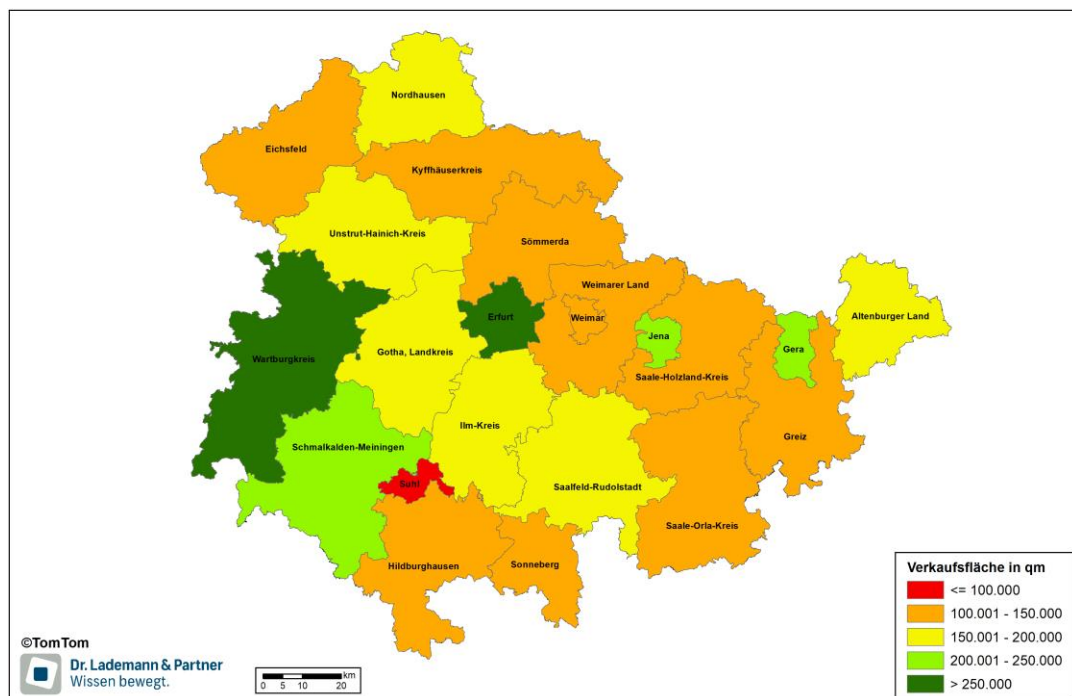 Nordhausen
Eichsfeld
Kyffhäuserkreis
Unstrut-Hainich-Kreis
Sömmerda
Weimarer Land
Erfurt
Weimar
Altenburger Land
Jena
Gera
Gotha, Landkreis
Wartburgkreis
Saale-Holzland-Kreis
Ilm-Kreis
Greiz
Schmalkalden-Meiningen
Suhl
Saalfeld-Rudolstadt
Saale-Orla-Kreis
Hildburghausen
Sonneberg
Verkaufsfläche in qm
<= 100.000
100.001 - 150.000
150.001 - 200.000
200.001 - 250.000
> 250.000
©TomTom
Dr. Lademann & Partner
Wissen bewegt.
km
0 5 10 20